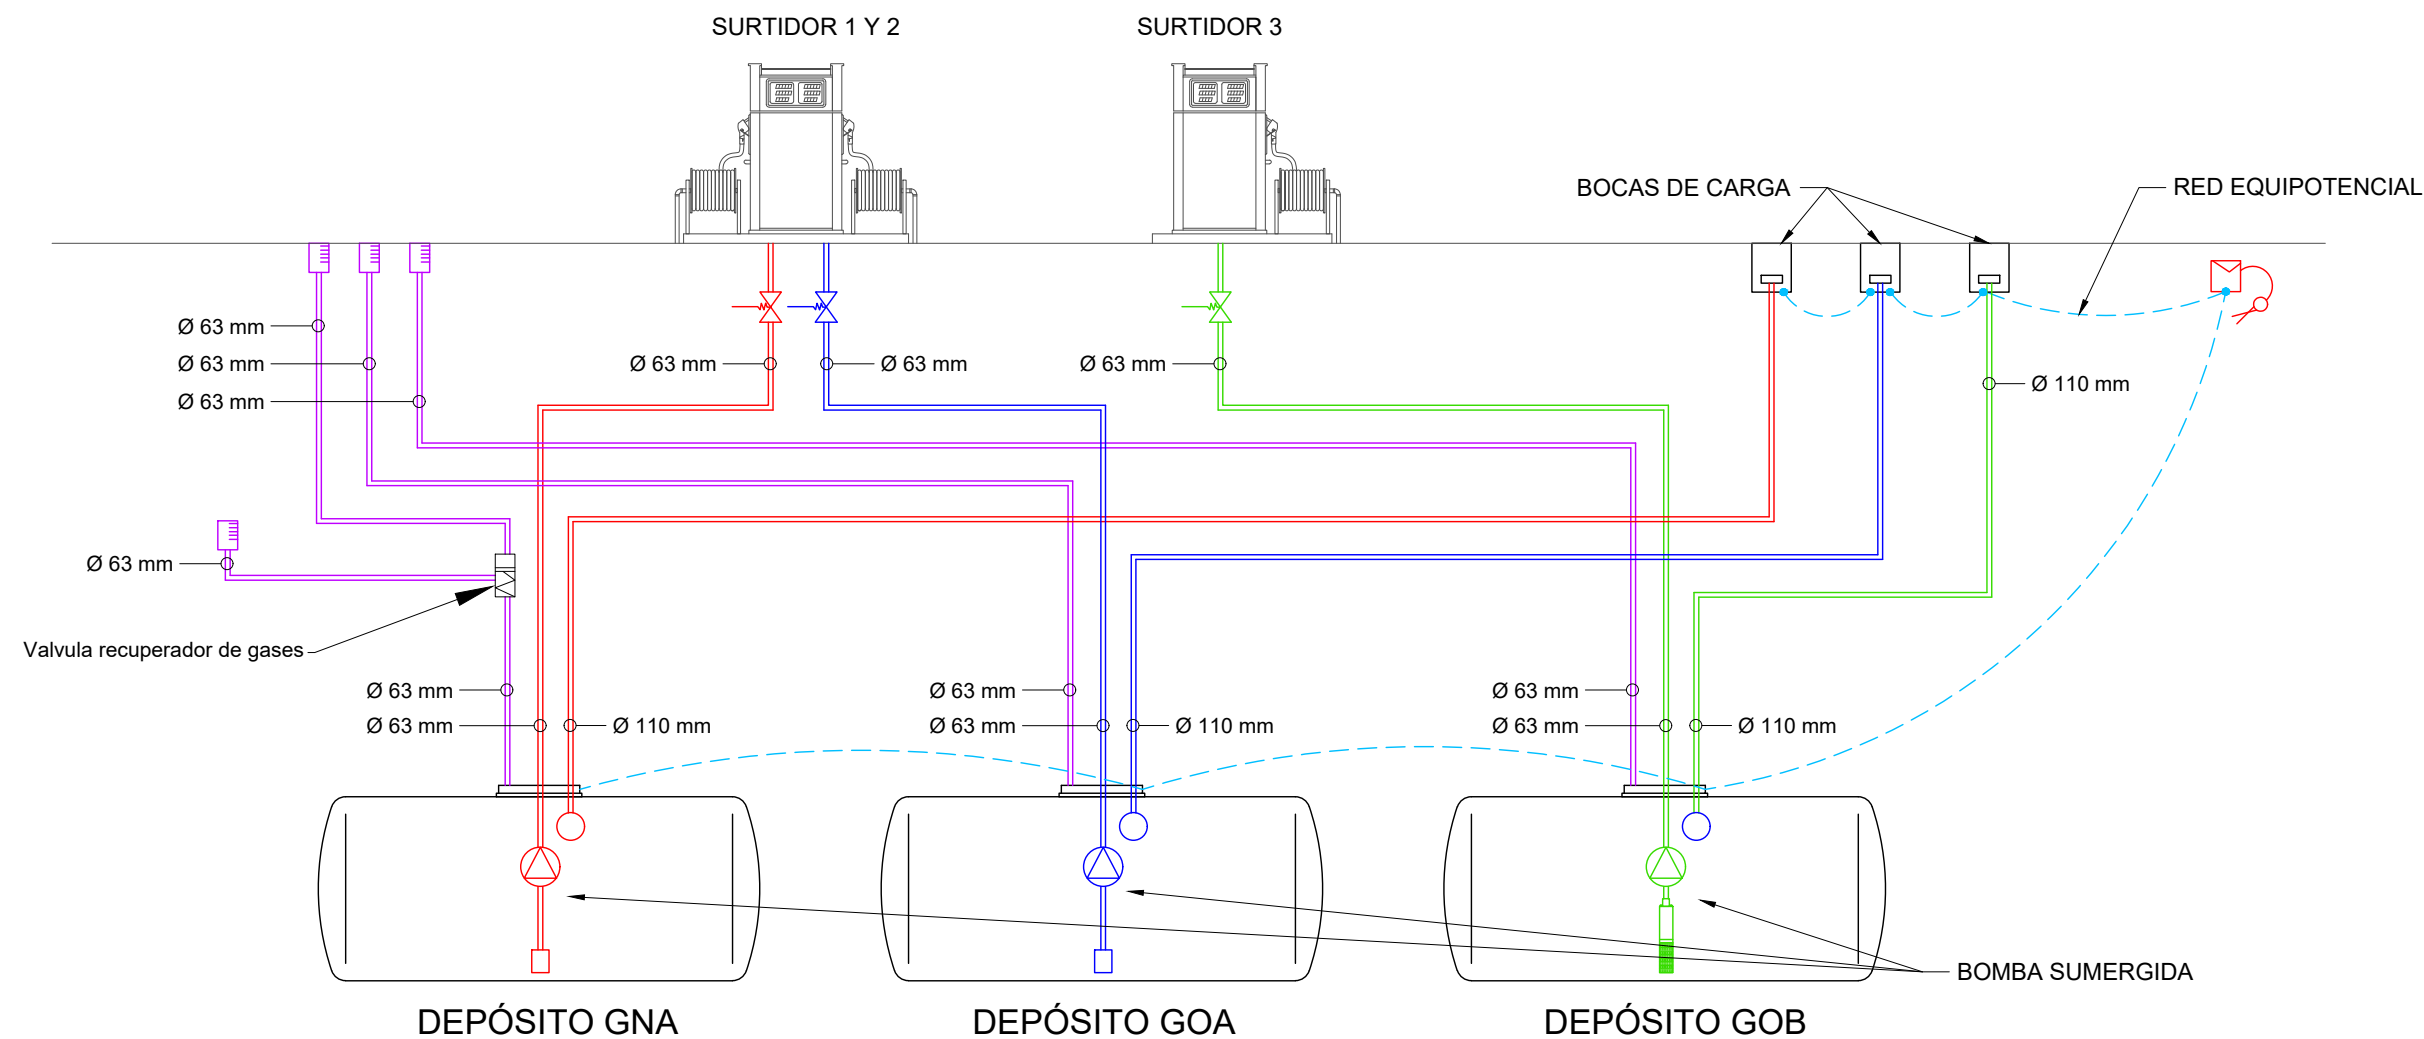 SURTIDOR 1 Y 2
SURTIDOR 3
BOCAS DE CARGA
RED EQUIPOTENCIAL
Ø 63 mm
Ø 63 mm
Ø 63 mm
Ø 63 mm
Ø 63 mm
Ø 63 mm
Ø 110 mm
Ø 63 mm
Valvula recuperador de gases
Ø 63 mm
Ø 63 mm
Ø 110 mm
Ø 63 mm
Ø 63 mm
Ø 110 mm
Ø 63 mm
Ø 63 mm
Ø 110 mm
BOMBA SUMERGIDA
DEPÓSITO GNA
DEPÓSITO GOA
DEPÓSITO GOB